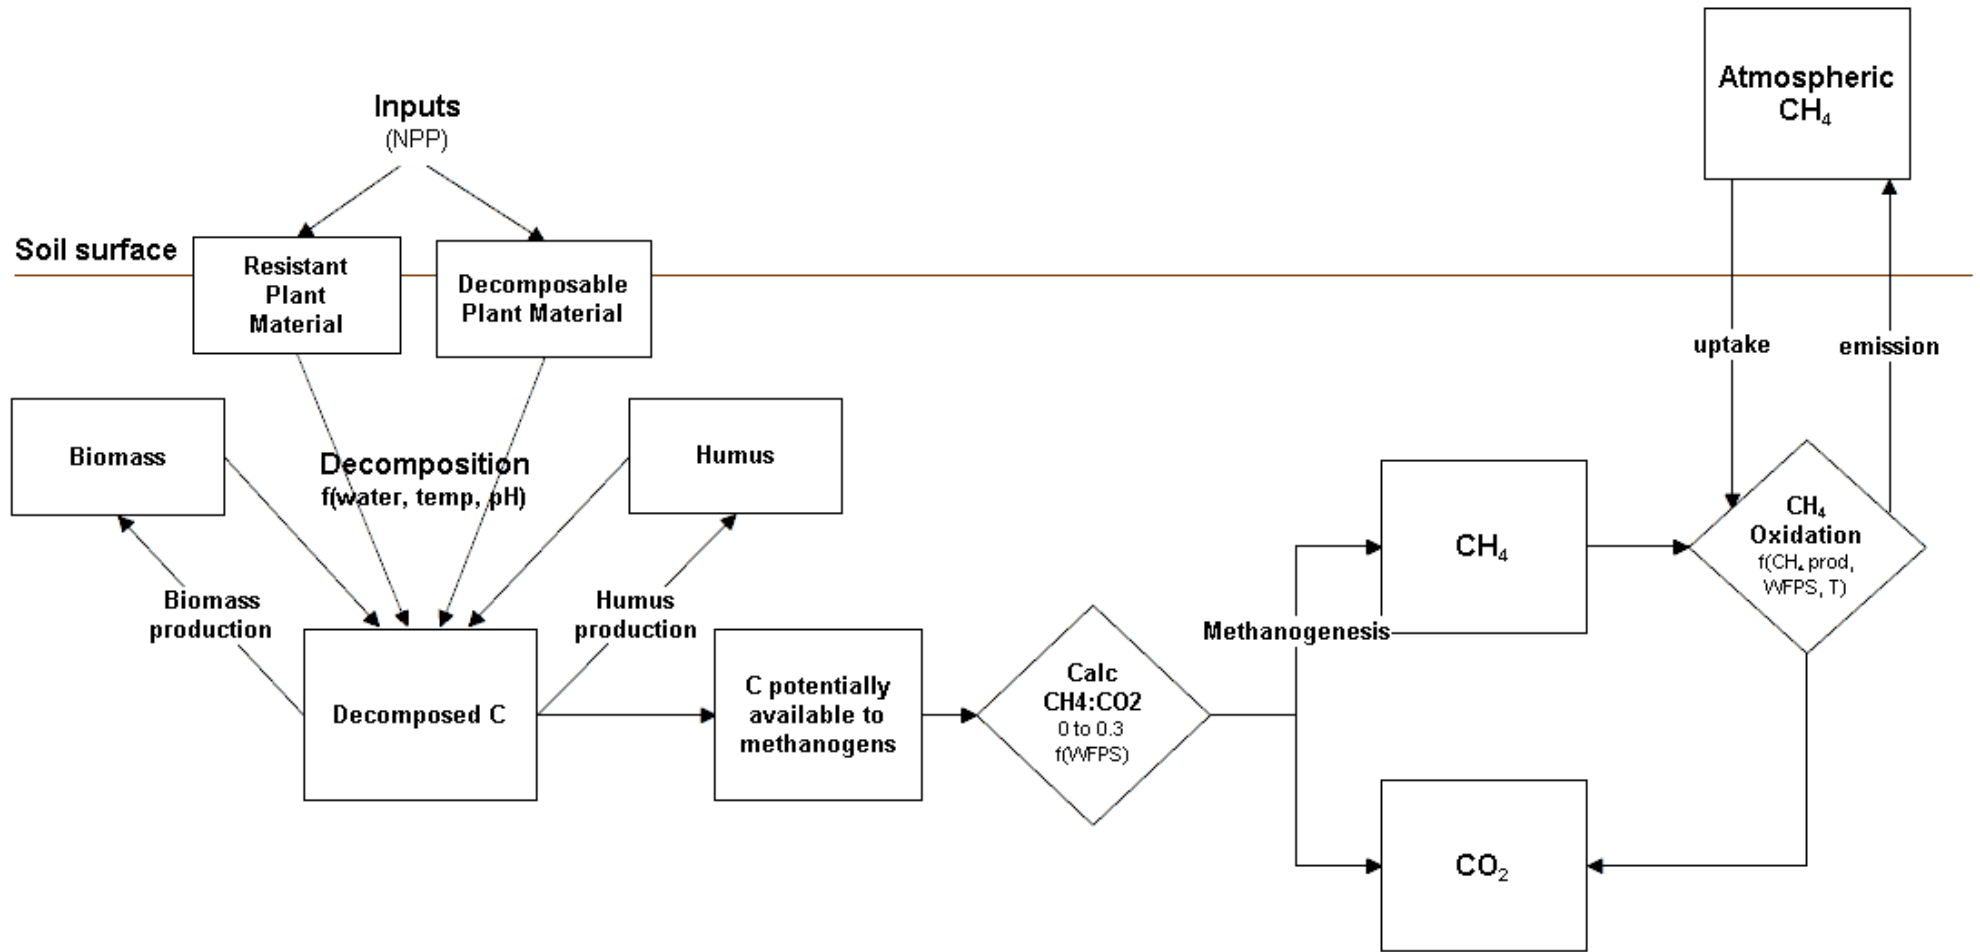 Atmospheric
CH₄
Inputs
(NPP)
Soil surface
Resistant
Plant
Material
Decomposable
Plant Material
uptake
emission
Biomass
Decomposition
f(water, temp, pH)
Humus
CH₄
Oxidation
f(CH₄ prod,
WFPS, T)
CH₄
Biomass
production
Humus
production
Methanogenesis
Decomposed C
C potentially
available to
methanogens
Calc
CH4:CO2
0 to 0.3
f(WFPS)
CO₂